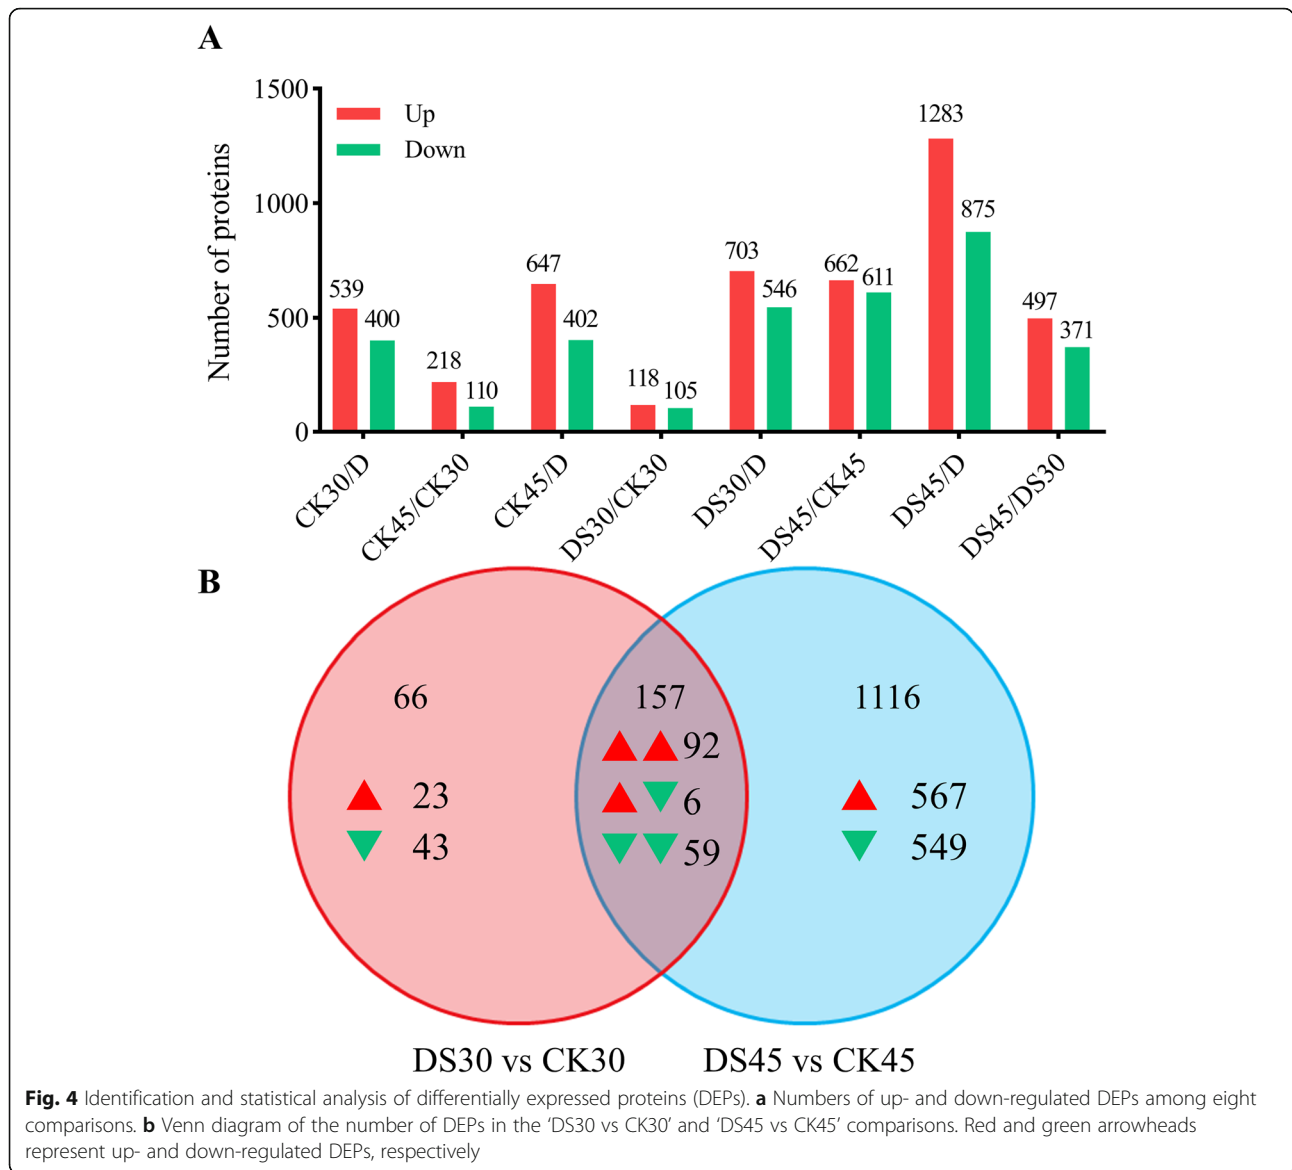 A
Number of proteins
1500
1000
500
0
Up
Down
539
400
218
110
647
402
118
105
703
546
662
611
1283
875
497
371
CK30/D
CK45/CK30
CK45/D
DS30/CK30
DS30/D
DS45/CK45
DS45/D
DS45/DS30
B
66
157
1116
92
23
6
567
43
59
549
DS30 vs CK30
DS45 vs CK45
Fig. 4 Identification and statistical analysis of differentially expressed proteins (DEPs). a Numbers of up- and down-regulated DEPs among eight
comparisons. b Venn diagram of the number of DEPs in the ‘DS30 vs CK30’ and ‘DS45 vs CK45’ comparisons. Red and green arrowheads
represent up- and down-regulated DEPs, respectively